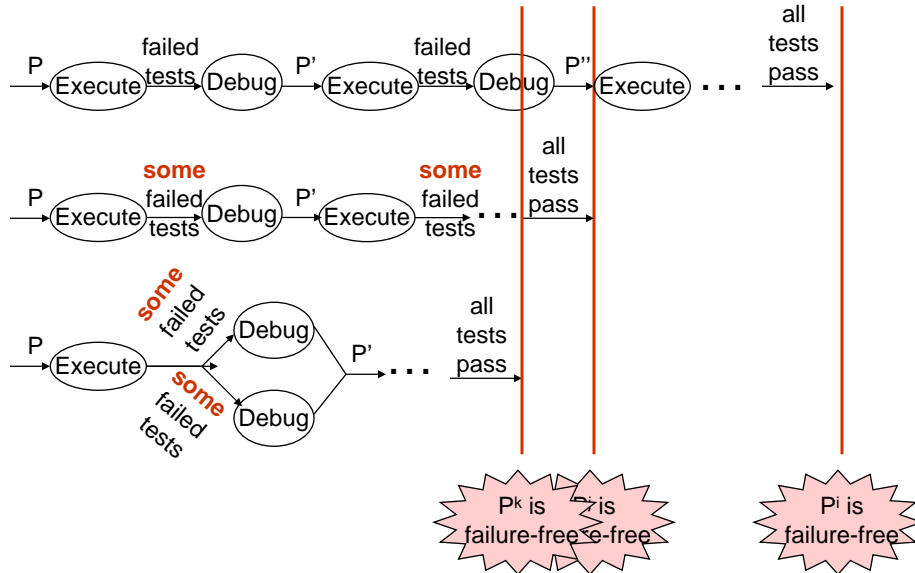 P
Execute
failed
tests
Debug
P'
Execute
failed
tests
Debug
P''
Execute
...
all
tests
pass
P
Execute
some
failed
tests
Debug
P'
Execute
some
failed
tests
...
all
tests
pass
P
Execute
some
failed
tests
Debug
some
failed
tests
Debug
P'
...
all
tests
pass
Pᵏ is
failure-free
is
e-free
Pⁱ is
failure-free